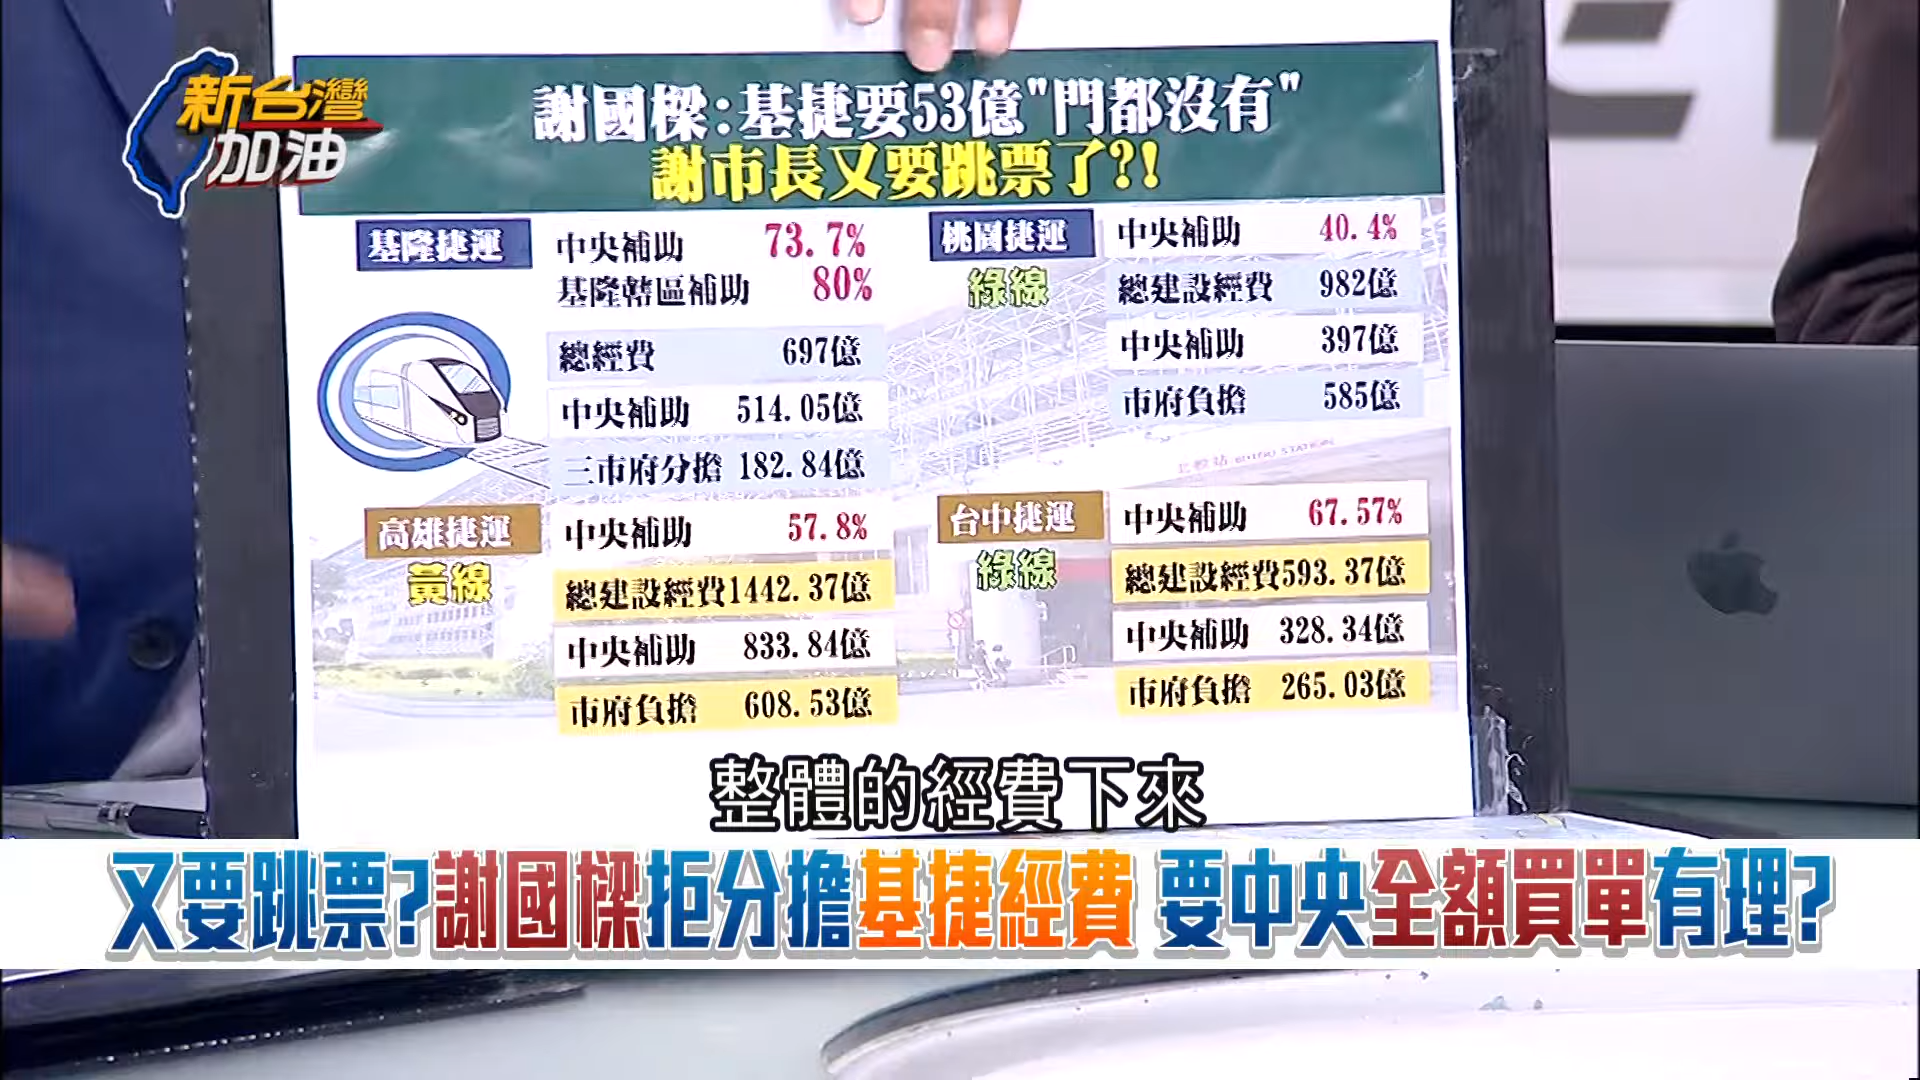 新台灣
加油
謝國樑:基捷要53億"門都沒有"
謝市長又要跳票了?!
基隆捷運
中央補助 73.7%
基隆轄區補助 80%
總經費 697億
中央補助 514.05億
三市府分擔 182.84億
桃園捷運
綠線
中央補助 40.4%
總建設經費 982億
中央補助 397億
市府負擔 585億
高雄捷運
黃線
中央補助 57.8%
總建設經費1442.37億
中央補助 833.84億
市府負擔 608.53億
台中捷運
綠線
中央補助 67.57%
總建設經費593.37億
中央補助 328.34億
市府負擔 265.03億
整體的經費下來
又要跳票?謝國樑拒分擔基捷經費 要中央全額買單有理?